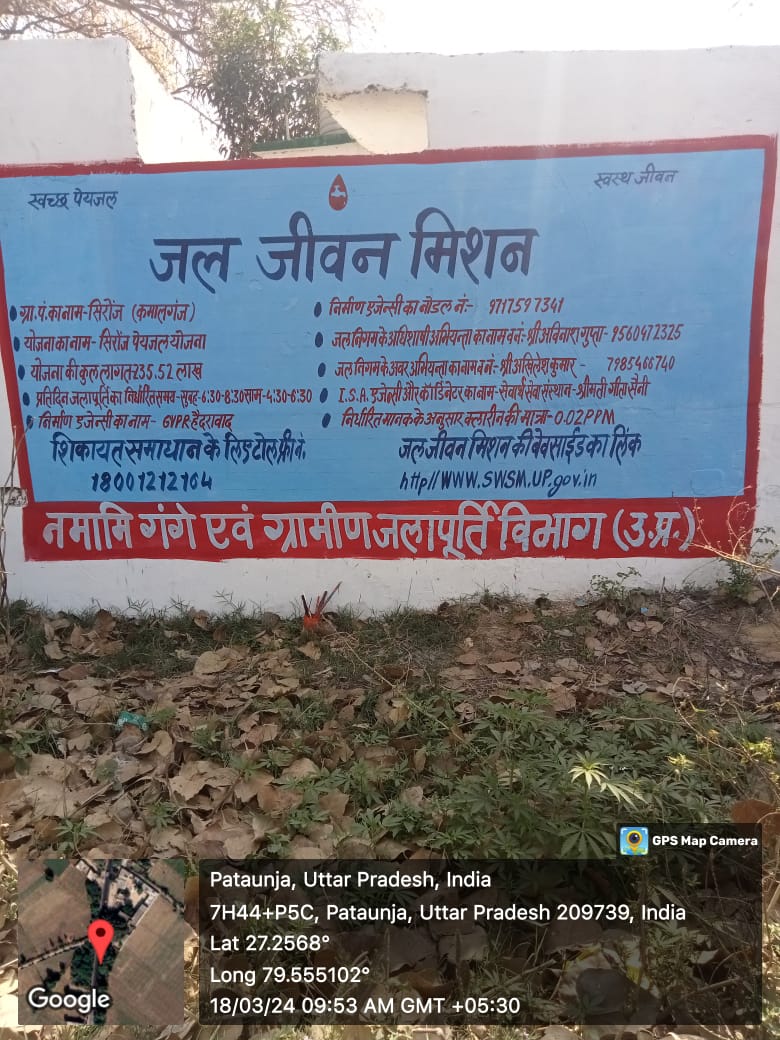 स्वच्छ पेयजल
स्वस्थ जीवन
जल जीवन मिशन
ग्रा.पं.का नाम-सिरौंज (कमालगंज)
योजना का नाम- सिरौंज पेयजल योजना
योजना की कुल लागत-235.52 लाख
प्रतिदिन जलापूर्ति का निर्धारित समय-सुबह-6:30-8:30साम-4:30-6:30
निर्माण एजेन्सी का नाम-GVPR हैदरावाद
निर्माण एजेन्सी का नोडल नं:- 9717597341
जल निगम के अधिशाषी अभियन्ता का नाम व नं:-श्री अविनाश गुप्ता-9560472325
जल निगम के अवर अभियन्ता का नाम व नं:-श्री अखिलेश कुमार- 7985466740
I.S.A. एजेन्सी और कॉर्डिनेटर का नाम-सेवार्थ सेवा संस्थान-श्रीमती गीता सैनी
निर्धारित मानक के अनुसार क्लारीन की मात्रा-0.02PPM
शिकायत समाधान के लिए टोल फ्री नं.
18001212164
जल जीवन मिशन की बेवसाईड का लिंक
http//WWW.SWSM.UP.gov.in
नमामि गंगे एवं ग्रामीण जलापूर्ति विभाग (उ.प्र.)
GPS Map Camera
Pataunja, Uttar Pradesh, India
7H44+P5C, Pataunja, Uttar Pradesh 209739, India
Lat 27.2568°
Long 79.555102°
18/03/24 09:53 AM GMT +05:30
Google